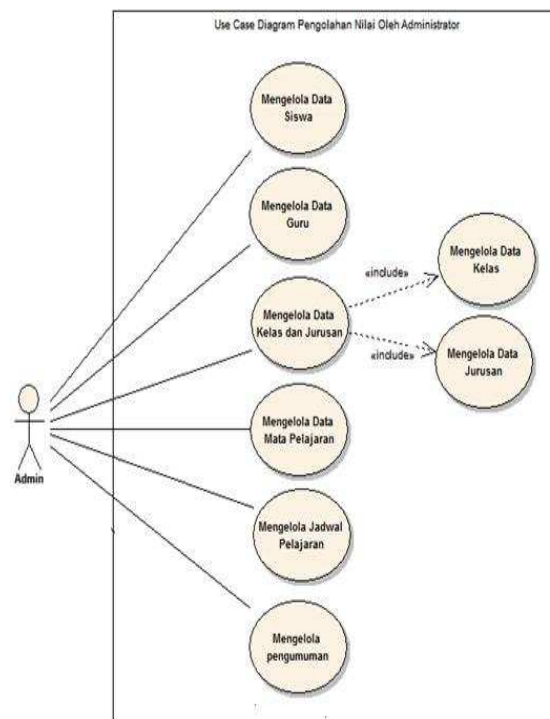 Use Case Diagram Pengolahan Nilai Oleh Administrator
Mengelola Data
Siswa
Mengelola Data
Guru
Mengelola Data
Kelas dan Jurusan
«include»
Mengelola Data
Kelas
«include»
Mengelola Data
Jurusan
Mengelola Data
Mata Pelajaran
Admin
Mengelola Jadwal
Pelajaran
Mengelola
pengumuman